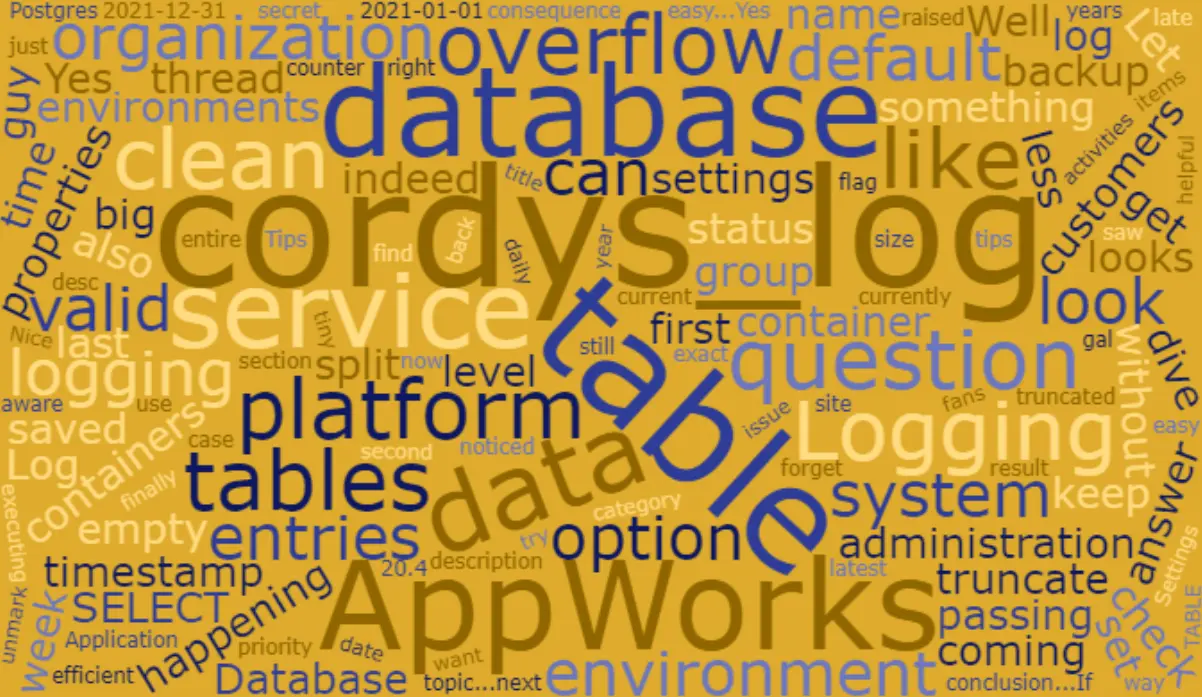 Postgres 2021-12-31 secret 2021-01-01 consequence easy...Yes name raised Well years Let late
just organization overflow default log
Yes thread counter right backup items
guy environments database something activities
time properties clean indeed title can settings flag like less customers helpful
big cordys_log get
also entire Tips find back daily year status size tips saw looks
desc valid service group look
Nice last tiny current currently
logging section split now level still first container gal without dive
table exact question
aware use platform issue site fans truncated easy
saved containers case second noticed Logging
Log finally tables data category forget result answer
executing empty entries try option system keep
timestamp 20.4 description administration Settings
unmark week SELECT happening AppWorks latest truncate check TABLE
Application priority date want passing set
efficient Database topic...next environment coming conclusion...If way